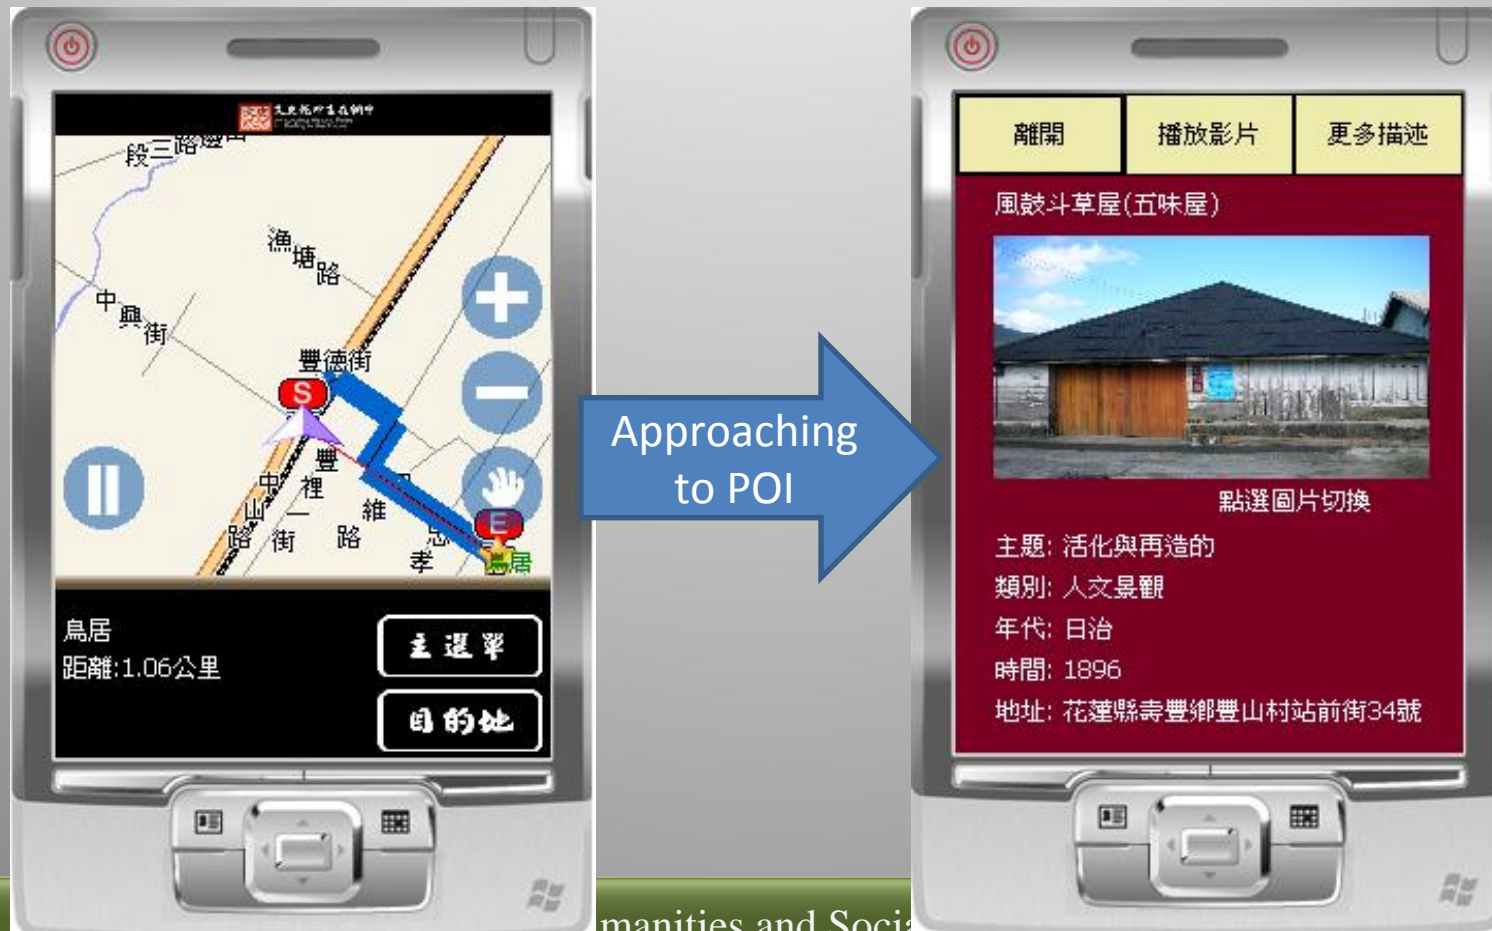 段三路邊山
漁塘路
中興街
豐德街
S
豐裡一街
中山路
維
路
忠
孝
E
鳥居
鳥居
距離:1.06公里
主選單
目的地
Approaching
to POI
離開
播放影片
更多描述
風鼓斗草屋(五味屋)
點選圖片切換
主題: 活化與再造的
類別: 人文景觀
年代: 日治
時間: 1896
地址: 花蓮縣壽豐鄉豐山村站前街34號
manities and Socia